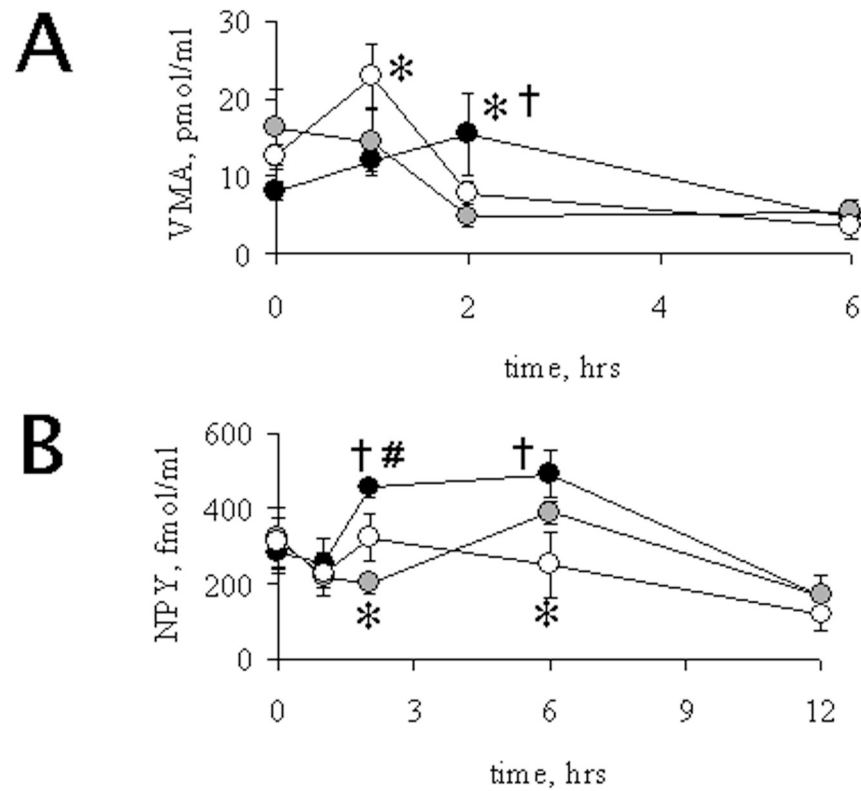 A
30
20
10
0
VMA, pmol/ml
*
* †
0 2 4 6
time, hrs
B
600
400
200
0
NPY, fmol/ml
† # †
* *
0 3 6 9 12
time, hrs